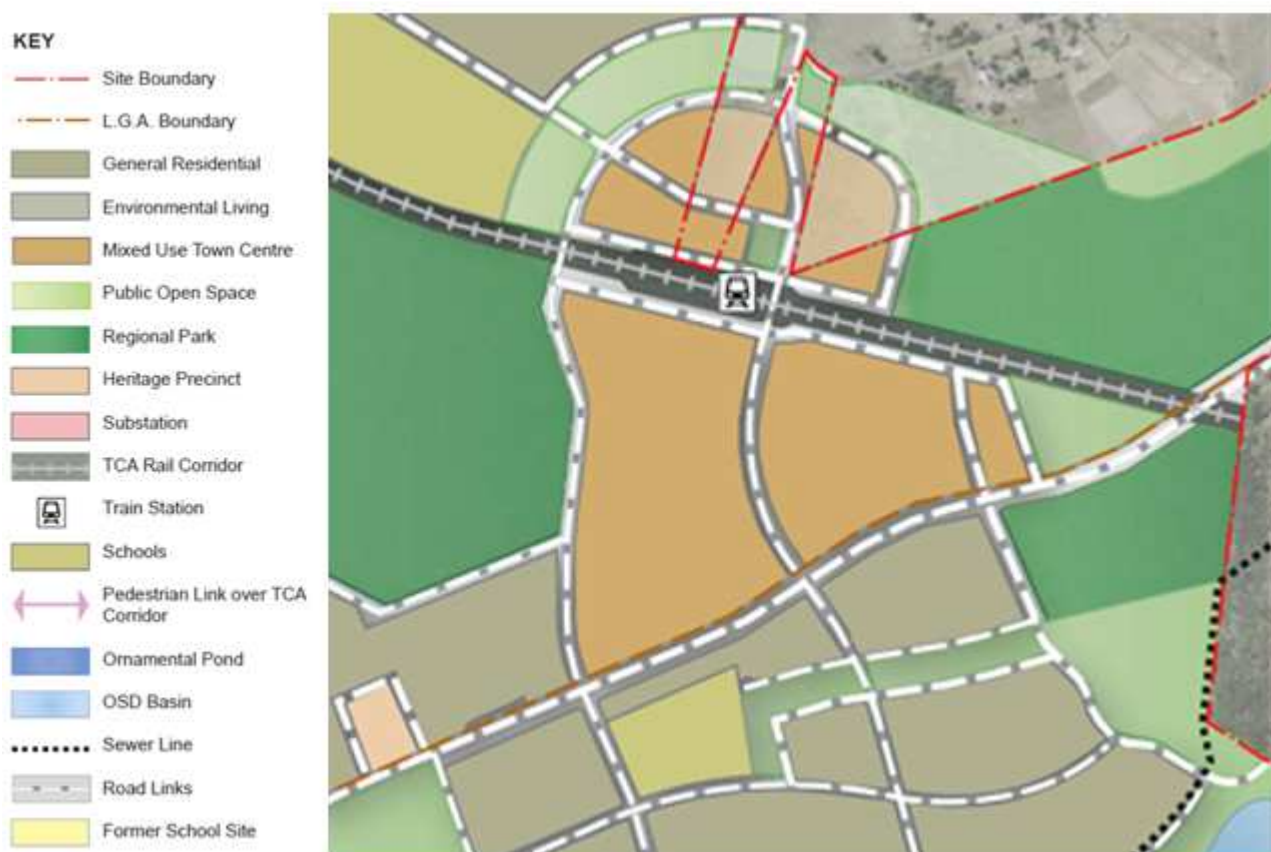 KEY
Site Boundary
L.G.A. Boundary
General Residential
Environmental Living
Mixed Use Town Centre
Public Open Space
Regional Park
Heritage Precinct
Substation
TCA Rail Corridor
Train Station
Schools
Pedestrian Link over TCA
Corridor
Ornamental Pond
OSD Basin
Sewer Line
Road Links
Former School Site